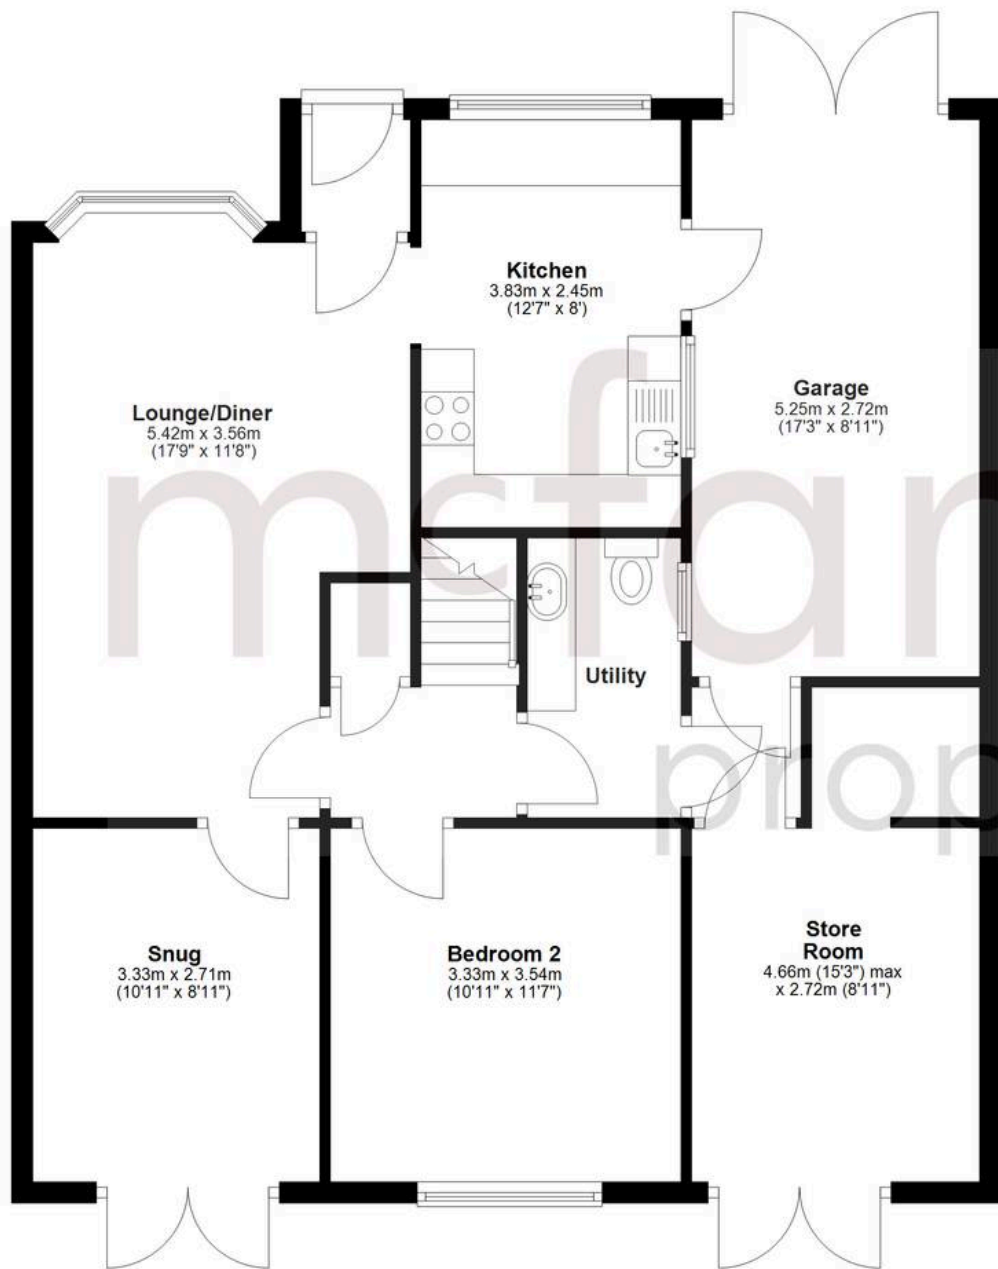 Kitchen
3.83m x 2.45m
(12'7" x 8')
Garage
5.25m x 2.72m
(17'3" x 8'11")
Lounge/Diner
5.42m x 3.56m
(17'9" x 11'8")
mcfar
Utility
prop
Snug
3.33m x 2.71m
(10'11" x 8'11")
Bedroom 2
3.33m x 3.54m
(10'11" x 11'7")
Store
Room
4.66m (15'3") max
x 2.72m (8'11")